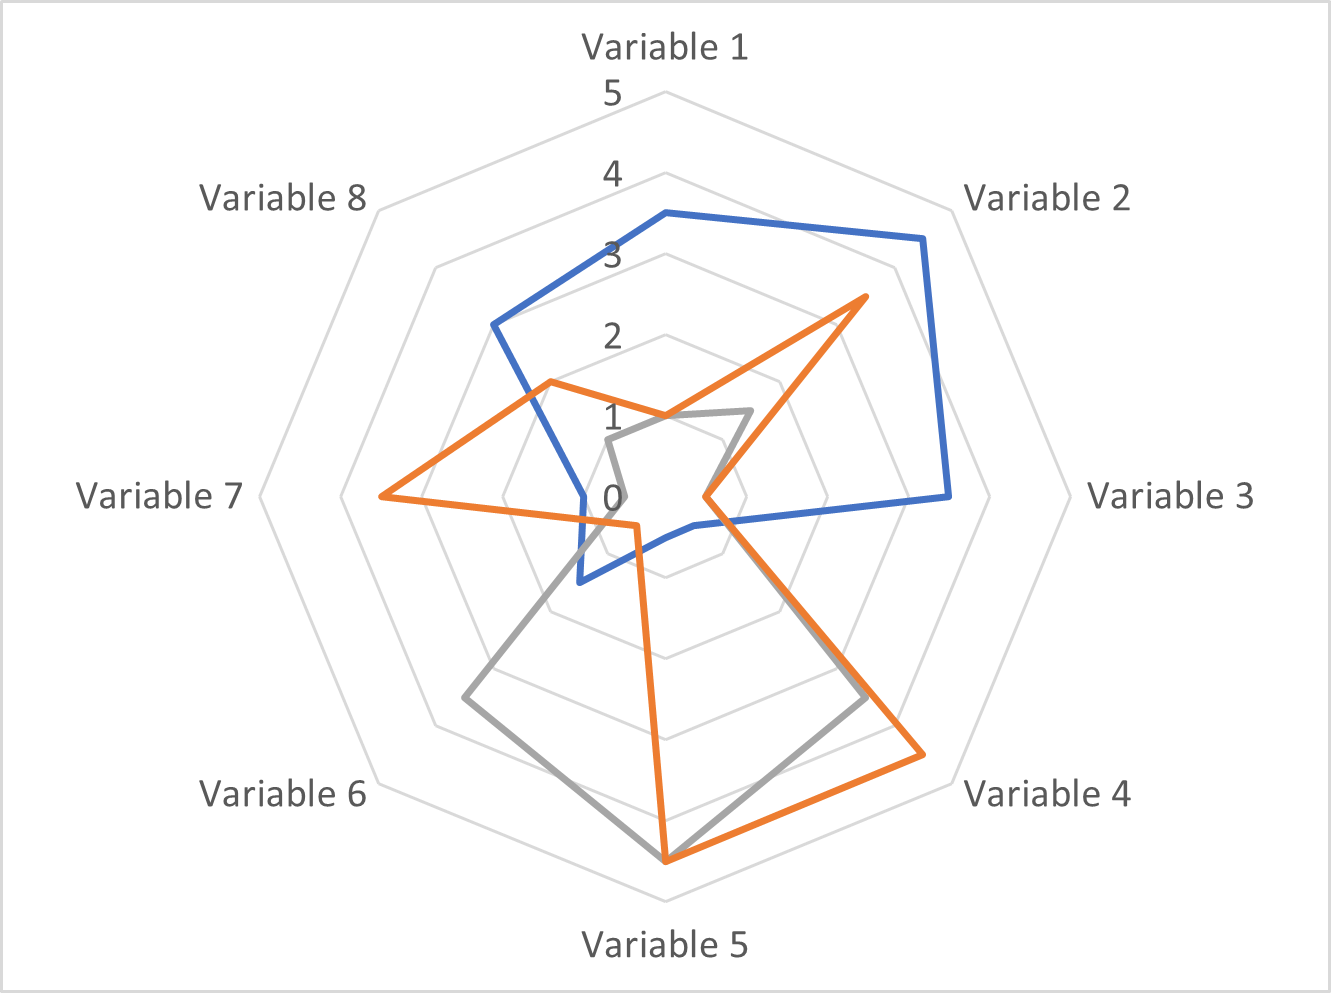 Variable 1
5
4
Variable 8
Variable 2
3
2
1
0
Variable 7
Variable 3
Variable 6
Variable 4
Variable 5